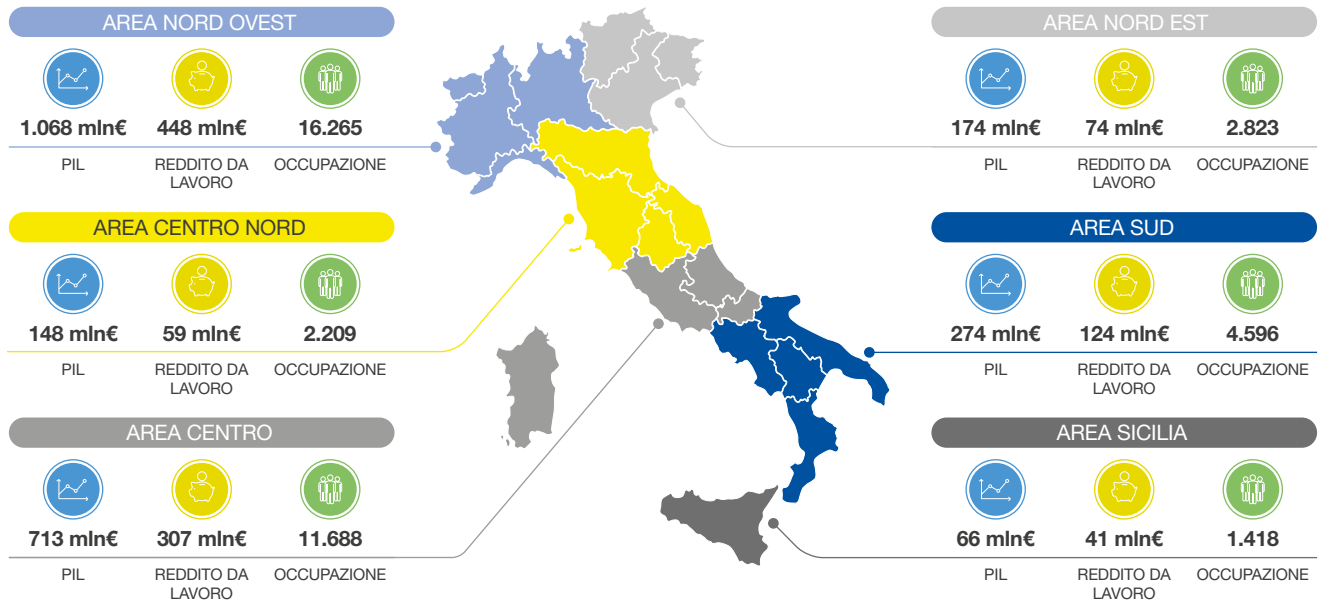 AREA NORD OVEST
1.068 mln€ 448 mln€ 16.265
PIL REDDITO DA LAVORO OCCUPAZIONE
AREA CENTRO NORD
148 mln€ 59 mln€ 2.209
PIL REDDITO DA LAVORO OCCUPAZIONE
AREA CENTRO
713 mln€ 307 mln€ 11.688
PIL REDDITO DA LAVORO OCCUPAZIONE
AREA NORD EST
174 mln€ 74 mln€ 2.823
PIL REDDITO DA LAVORO OCCUPAZIONE
AREA SUD
274 mln€ 124 mln€ 4.596
PIL REDDITO DA LAVORO OCCUPAZIONE
AREA SICILIA
66 mln€ 41 mln€ 1.418
PIL REDDITO DA LAVORO OCCUPAZIONE